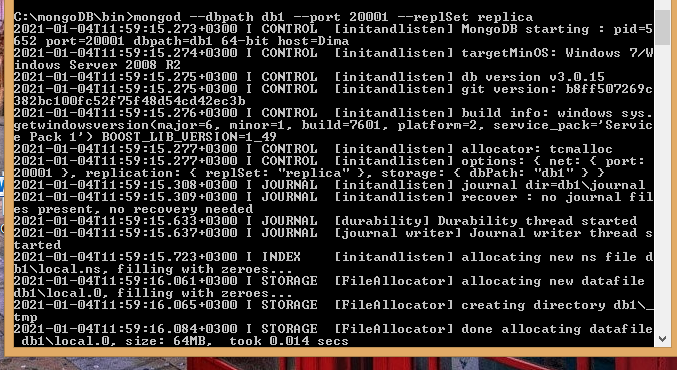 C:\mongoDB\bin>mongod --dbpath db1 --port 20001 --replSet replica
2021-01-04T11:59:15.273+0300 I CONTROL  [initandlisten] MongoDB starting : pid=5
652 port=20001 dbpath=db1 64-bit host=Dima
2021-01-04T11:59:15.274+0300 I CONTROL  [initandlisten] targetMinOS: Windows 7/W
indows Server 2008 R2
2021-01-04T11:59:15.275+0300 I CONTROL  [initandlisten] db version v3.0.15
2021-01-04T11:59:15.275+0300 I CONTROL  [initandlisten] git version: b8ff507269c
382bc100fc52f75f48d54cd42ec3b
2021-01-04T11:59:15.276+0300 I CONTROL  [initandlisten] build info: windows sys.
getwindowsversion(major=6, minor=1, build=7601, platform=2, service_pack='Servic
e Pack 1') BOOST_LIB_VERSION=1_49
2021-01-04T11:59:15.277+0300 I CONTROL  [initandlisten] allocator: tcmalloc
2021-01-04T11:59:15.277+0300 I CONTROL  [initandlisten] options: { net: { port:
20001 }, replication: { replSet: "replica" }, storage: { dbPath: "db1" } }
2021-01-04T11:59:15.308+0300 I JOURNAL  [initandlisten] journal dir=db1\journal
2021-01-04T11:59:15.309+0300 I JOURNAL  [initandlisten] recover : no journal fil
es present, no recovery needed
2021-01-04T11:59:15.633+0300 I JOURNAL  [durability] Durability thread started
2021-01-04T11:59:15.637+0300 I JOURNAL  [journal writer] Journal writer thread s
tarted
2021-01-04T11:59:15.723+0300 I INDEX    [initandlisten] allocating new ns file d
b1\local.ns, filling with zeroes...
2021-01-04T11:59:16.061+0300 I STORAGE  [FileAllocator] allocating new datafile
db1\local.0, filling with zeroes...
2021-01-04T11:59:16.065+0300 I STORAGE  [FileAllocator] creating directory db1\_
tmp
2021-01-04T11:59:16.084+0300 I STORAGE  [FileAllocator] done allocating datafile
 db1\local.0, size: 64MB,  took 0.014 secs